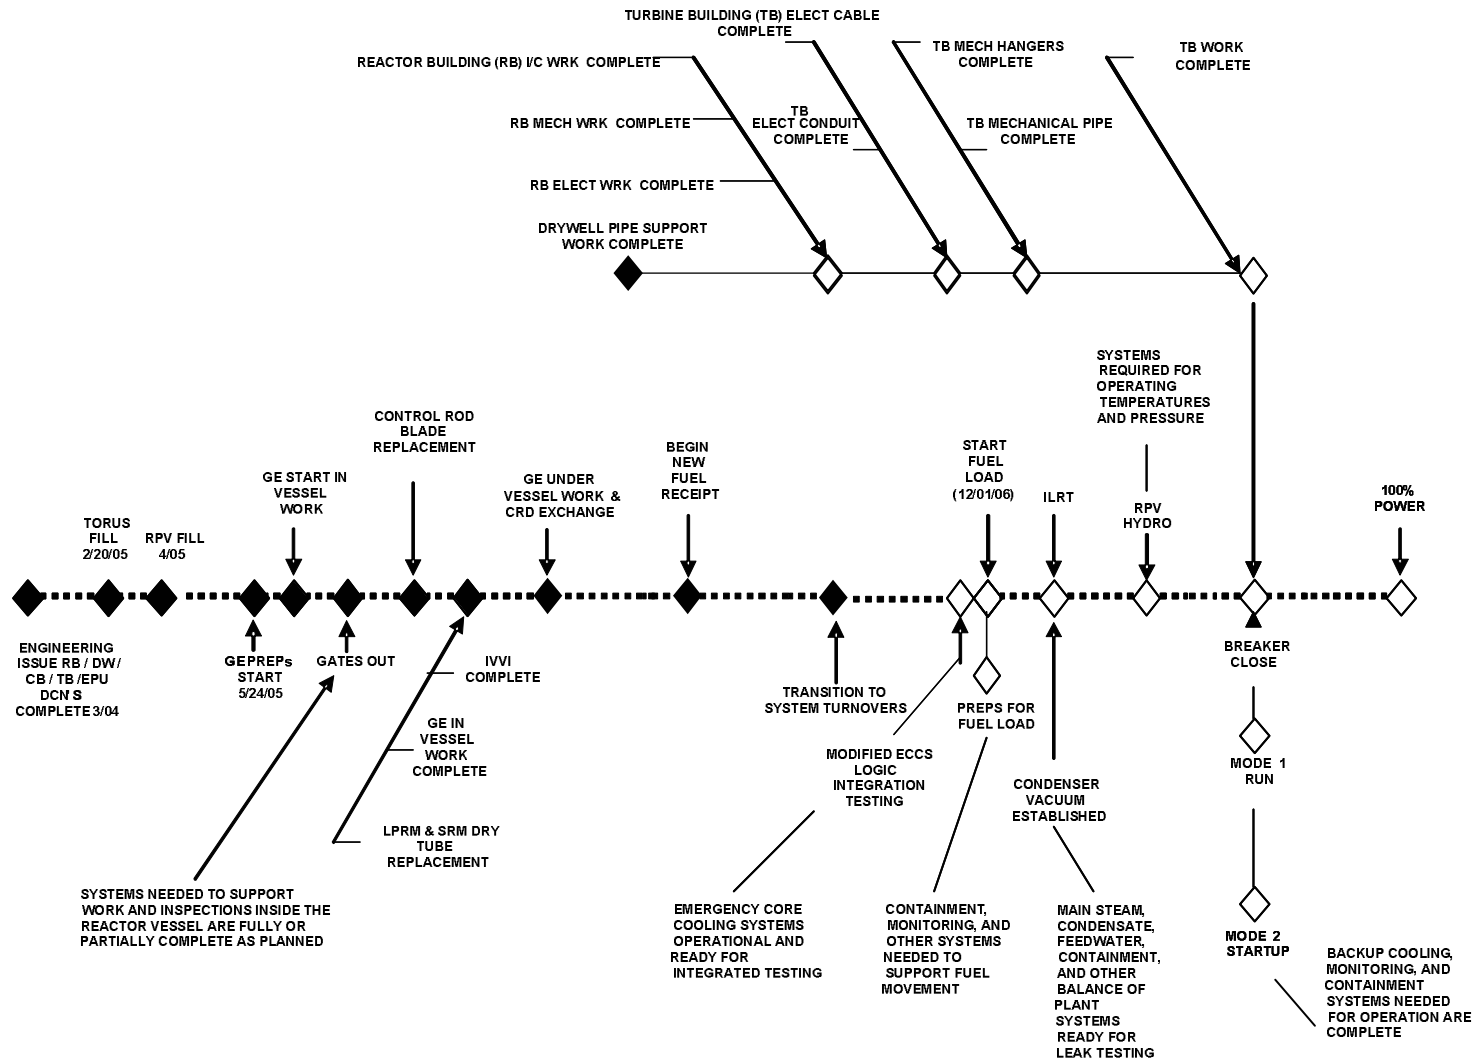 TURBINE BUILDING (TB) ELECT CABLE
COMPLETE
REACTOR BUILDING (RB) I/C WRK COMPLETE
TB MECH HANGERS
COMPLETE
TB WORK
COMPLETE
RB MECH WRK COMPLETE
TB
ELECT CONDUIT
COMPLETE
TB MECHANICAL PIPE
COMPLETE
RB ELECT WRK COMPLETE
DRYWELL PIPE SUPPORT
WORK COMPLETE
SYSTEMS
REQUIRED FOR
OPERATING
TEMPERATURES
AND PRESSURE
CONTROL ROD
BLADE
REPLACEMENT
GE START IN
VESSEL
WORK
GE UNDER
VESSEL WORK &
CRD EXCHANGE
BEGIN
NEW
FUEL
RECEIPT
START
FUEL
LOAD
(12/01/06)
ILRT
RPV
HYDRO
100%
POWER
TORUS
FILL
2/20/05
RPV FILL
4/05
ENGINEERING
ISSUE RB / DW/
CB / TB /EPU
DCN'S
COMPLETE 3/04
GE PREPs
START
5/24/05
GATES OUT
IVVI
COMPLETE
GE IN
VESSEL
WORK
COMPLETE
LPRM & SRM DRY
TUBE
REPLACEMENT
TRANSITION TO
SYSTEM TURNOVERS
PREPS FOR
FUEL LOAD
MODIFIED ECCS
LOGIC
INTEGRATION
TESTING
CONDENSER
VACUUM
ESTABLISHED
BREAKER
CLOSE
MODE 1
RUN
MODE 2
STARTUP
SYSTEMS NEEDED TO SUPPORT
WORK AND INSPECTIONS INSIDE THE
REACTOR VESSEL ARE FULLY OR
PARTIALLY COMPLETE AS PLANNED
EMERGENCY CORE
COOLING SYSTEMS
OPERATIONAL AND
READY FOR
INTEGRATED TESTING
CONTAINMENT,
MONITORING, AND
OTHER SYSTEMS
NEEDED TO
SUPPORT FUEL
MOVEMENT
MAIN STEAM,
CONDENSATE,
FEEDWATER,
CONTAINMENT,
AND OTHER
BALANCE OF
PLANT
SYSTEMS
READY FOR
LEAK TESTING
BACKUP COOLING,
MONITORING, AND
CONTAINMENT
SYSTEMS NEEDED
FOR OPERATION ARE
COMPLETE